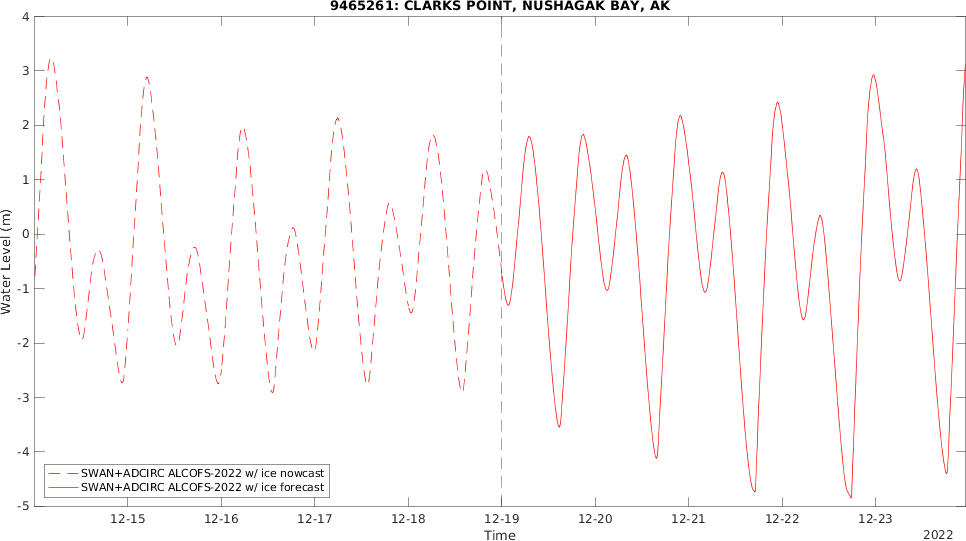 9465261: CLARKS POINT, NUSHAGAK BAY, AK
Water Level (m)
4
3
2
1
0
-1
-2
-3
-4
-5
SWAN+ADCIRC ALCOFS-2022 w/ ice nowcast
SWAN+ADCIRC ALCOFS-2022 w/ ice forecast
12-15 12-16 12-17 12-18 12-19 12-20 12-21 12-22 12-23
Time
2022